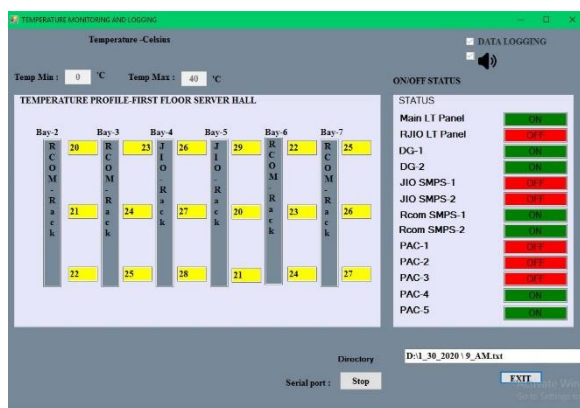 TEMPERATURE MONITORING AND LOGGING
Temperature -Celsius
DATA LOGGING
Temp Min : 0 'C Temp Max : 40 'C
ON/OFF STATUS
TEMPERATURE PROFILE-FIRST FLOOR SERVER HALL
Bay-2 Bay-3 Bay-4 Bay-5 Bay-6 Bay-7
RCOM-Rack RCOM-Rack JIO-Rack JIO-Rack RCOM-Rack RCOM-Rack
20 23 26 29 22 25
21 24 27 20 23 26
22 25 28 21 24 27
STATUS
Main LT Panel ON
RJIO LT Panel OFF
DG-1 ON
DG-2 ON
JIO SMPS-1 OFF
JIO SMPS-2 OFF
Rcom SMPS-1 ON
Rcom SMPS-2 ON
PAC-1 OFF
PAC-2 OFF
PAC-3 OFF
PAC-4 ON
PAC-5 ON
Directory D:\1_30_2020 \ 9_AM.txt
Serial port : Stop
EXIT
Go to Settings